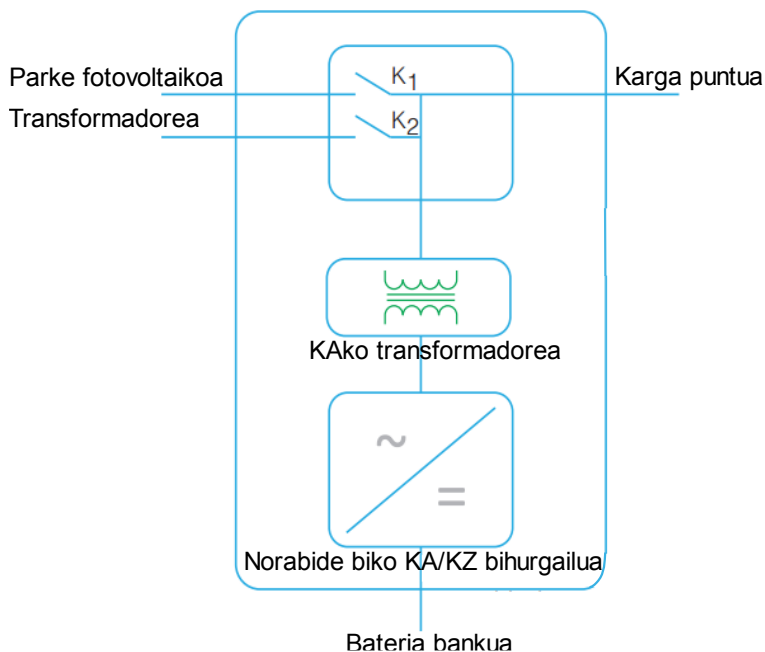 Parke fotovoltaikoa
K1
Karga puntua
Transformadorea
K2
KAko transformadorea
~
=
Norabide biko KA/KZ bihurgailua
Bateria bankua